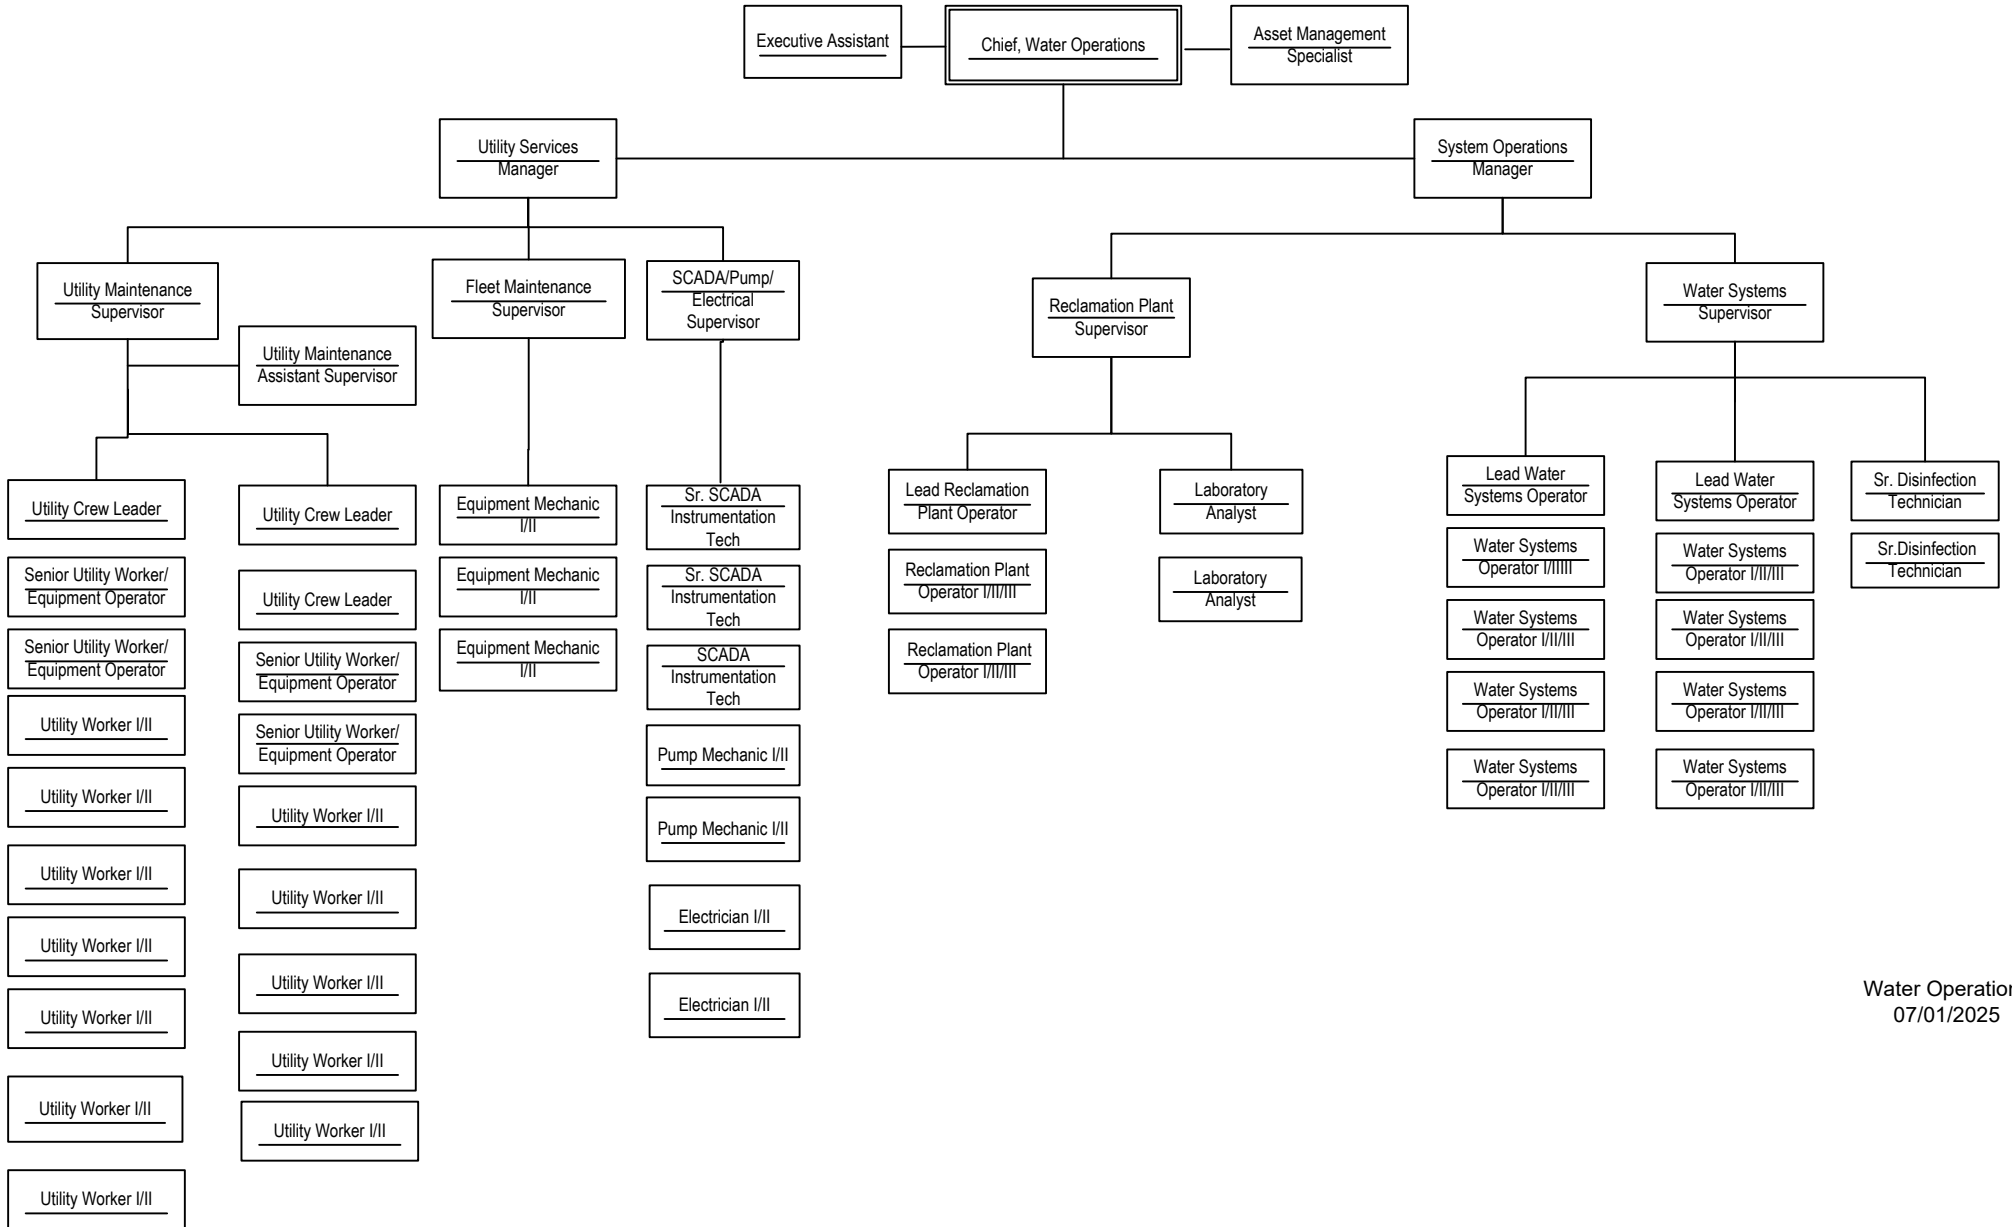 Executive Assistant
Chief, Water Operations
Asset Management
Specialist
Utility Services
Manager
System Operations
Manager
Utility Maintenance
Supervisor
Fleet Maintenance
Supervisor
SCADA/Pump/
Electrical
Supervisor
Reclamation Plant
Supervisor
Water Systems
Supervisor
Utility Maintenance
Assistant Supervisor
Utility Crew Leader
Senior Utility Worker/
Equipment Operator
Senior Utility Worker/
Equipment Operator
Utility Worker I/II
Utility Worker I/II
Utility Worker I/II
Utility Worker I/II
Utility Worker I/II
Utility Worker I/II
Utility Worker I/II
Utility Crew Leader
Utility Crew Leader
Senior Utility Worker/
Equipment Operator
Senior Utility Worker/
Equipment Operator
Utility Worker I/II
Utility Worker I/II
Utility Worker I/II
Utility Worker I/II
Utility Worker I/II
Equipment Mechanic
I/II
Equipment Mechanic
I/II
Equipment Mechanic
I/II
Sr. SCADA
Instrumentation
Tech
Sr. SCADA
Instrumentation
Tech
SCADA
Instrumentation
Tech
Pump Mechanic I/II
Pump Mechanic I/II
Electrician I/II
Electrician I/II
Lead Reclamation
Plant Operator
Reclamation Plant
Operator I/II/III
Reclamation Plant
Operator I/II/III
Laboratory
Analyst
Laboratory
Analyst
Lead Water
Systems Operator
Water Systems
Operator I/IIIII
Water Systems
Operator I/II/III
Water Systems
Operator I/II/III
Water Systems
Operator I/II/III
Lead Water
Systems Operator
Water Systems
Operator I/II/III
Water Systems
Operator I/II/III
Water Systems
Operator I/II/III
Water Systems
Operator I/II/III
Sr. Disinfection
Technician
Sr.Disinfection
Technician
Water Operation
07/01/2025